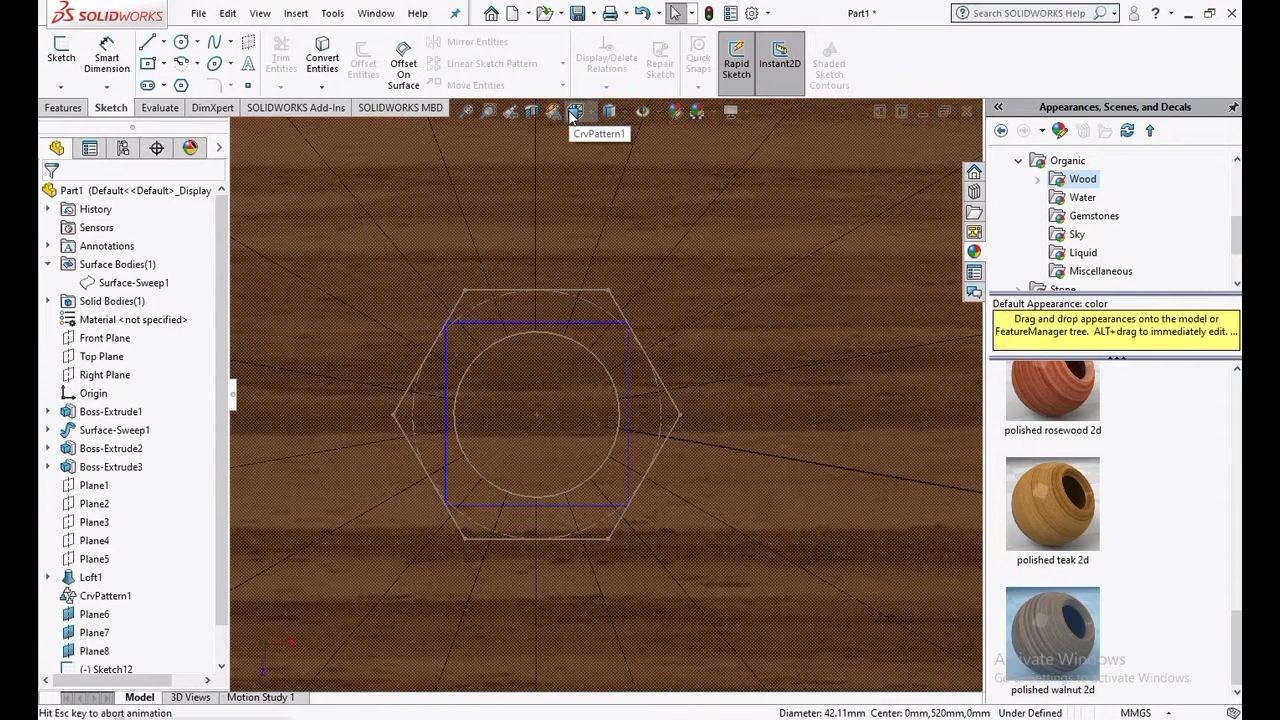 SOLIDWORKS
File
Edit
View
Insert
Tools
Window
Help
Part1 *
Search SOLIDWORKS Help
Sketch
Smart Dimension
Trim Entities
Convert Entities
Offset Entities
Offset On Surface
Mirror Entities
Linear Sketch Pattern
Move Entities
Display/Delete Relations
Repair Sketch
Quick Snaps
Rapid Sketch
Instant2D
Shaded Sketch Contours
Features
Sketch
Evaluate
DimXpert
SOLIDWORKS Add-Ins
SOLIDWORKS MBD
CrvPattern1
Part1 (Default<<Default>_Display
History
Sensors
Annotations
Surface Bodies(1)
Surface-Sweep1
Solid Bodies(1)
Material <not specified>
Front Plane
Top Plane
Right Plane
Origin
Boss-Extrude1
Surface-Sweep1
Boss-Extrude2
Boss-Extrude3
Plane1
Plane2
Plane3
Plane4
Plane5
Loft1
CrvPattern1
Plane6
Plane7
Plane8
(-) Sketch12
Appearances, Scenes, and Decals
Organic
Wood
Water
Gemstones
Sky
Liquid
Miscellaneous
Stone
Default Appearance: color
Drag and drop appearances onto the model or
FeatureManager tree. ALT+drag to immediately edit. ...
polished rosewood 2d
polished teak 2d
polished walnut 2d
Activate Windows
Go to Settings to activate Windows.
Model
3D Views
Motion Study 1
Hit Esc key to abort animation
Diameter: 42.11mm
Center: 0mm,520mm,0mm
Under Defined
MMGS